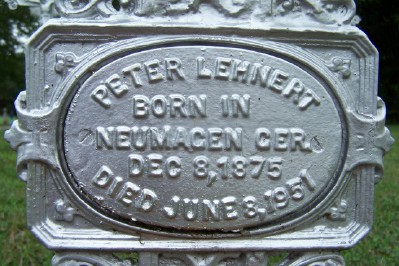 PETER LEHNERT
BORN IN
NEUMAGEN GER.
DEC 8, 1875
DIED JUNE 8, 1951